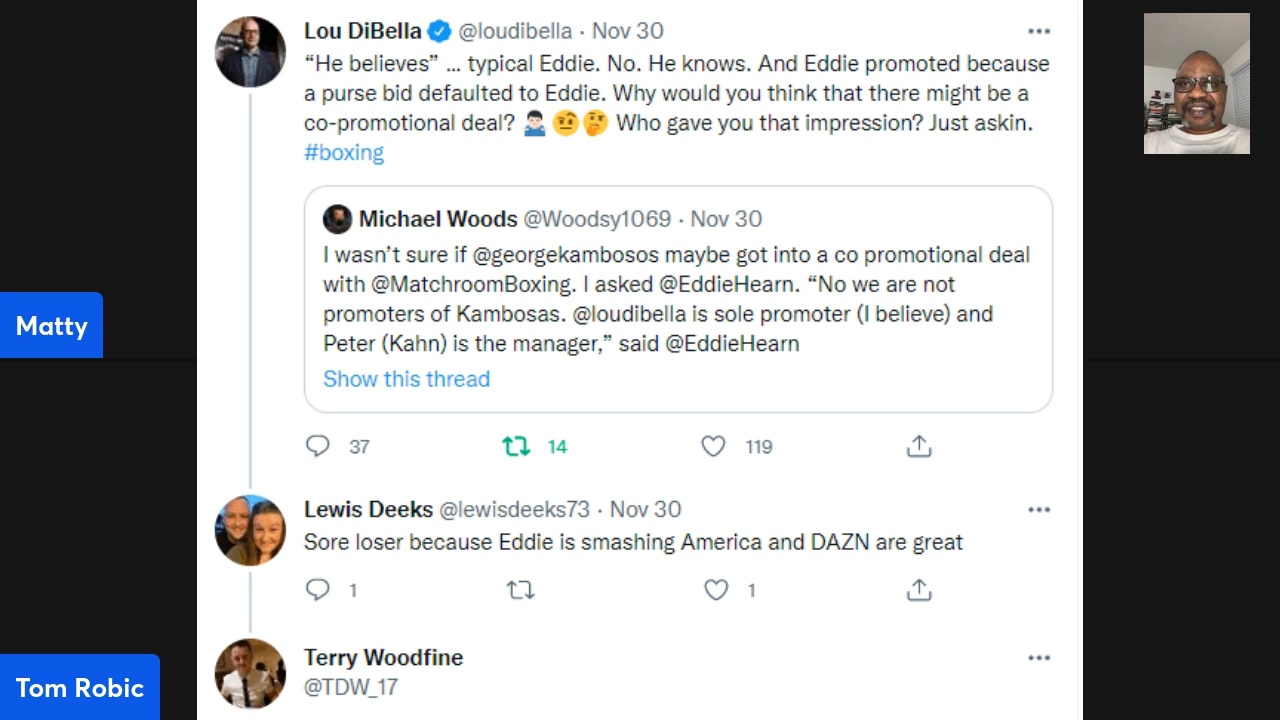 Lou DiBella @loudibella · Nov 30
“He believes” ... typical Eddie. No. He knows. And Eddie promoted because
a purse bid defaulted to Eddie. Why would you think that there might be a
co-promotional deal? 🤷🏻‍♂️ 🤨🤔 Who gave you that impression? Just askin.
#boxing
Michael Woods @Woodsy1069 · Nov 30
I wasn’t sure if @georgekambosos maybe got into a co promotional deal
with @MatchroomBoxing. I asked @EddieHearn. “No we are not
promoters of Kambosas. @loudibella is sole promoter (I believe) and
Peter (Kahn) is the manager,” said @EddieHearn
Show this thread
37 14 119
Matty
Lewis Deeks @lewisdeeks73 · Nov 30
Sore loser because Eddie is smashing America and DAZN are great
1 1
Terry Woodfine
@TDW_17
Tom Robic